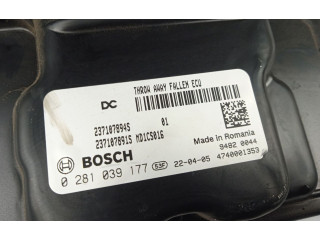 THROW AWAY FALLEN ECU
DC
237107894S 01
237107891S MD1CS016
Made in Romania
BOSCH
9482 0044
0 281 039 177 53F 22-04-05 4740001353